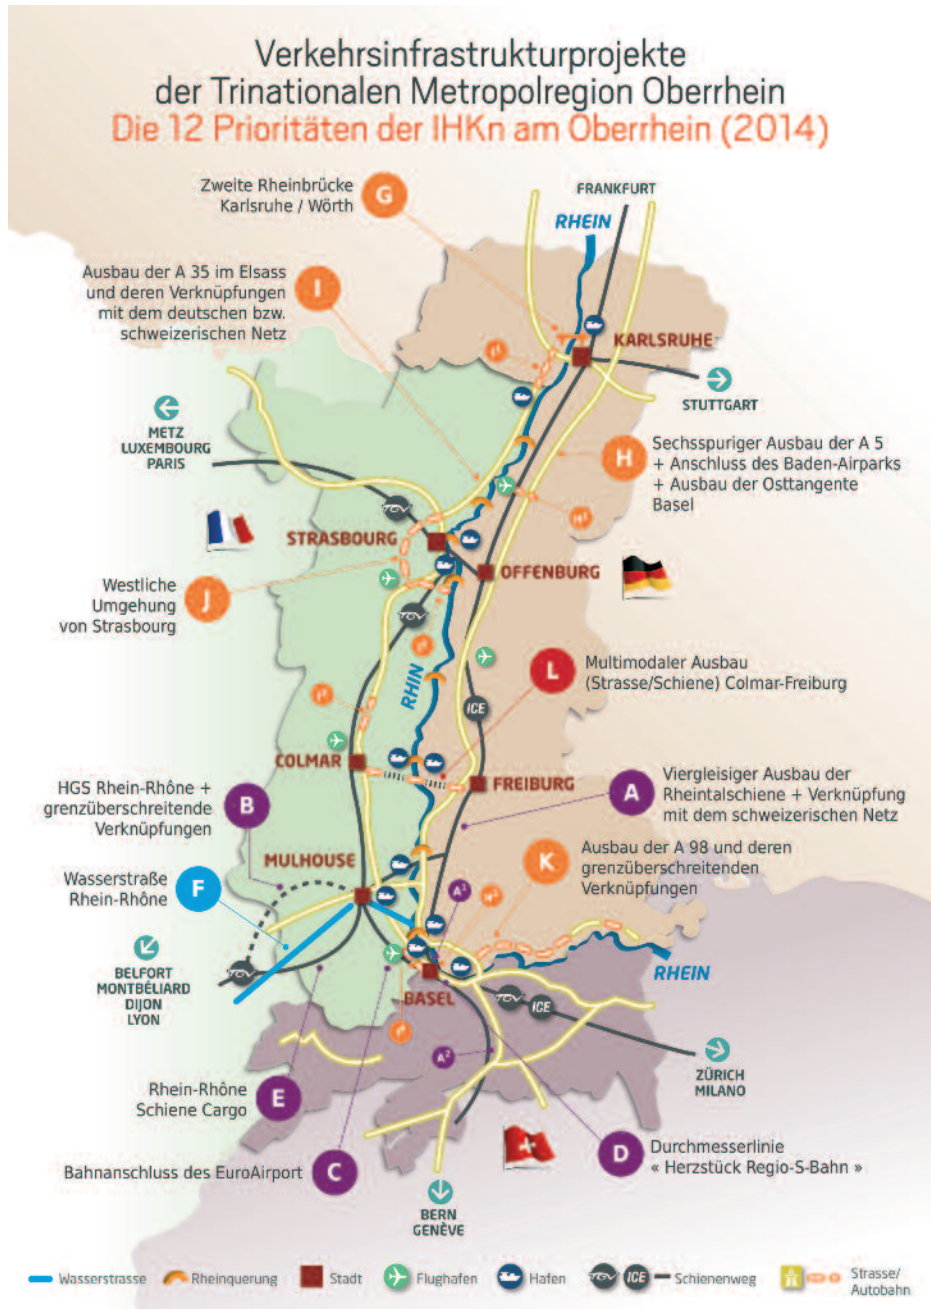 Verkehrsinfrastrukturprojekte
der Trinationalen Metropolregion Oberrhein
Die 12 Prioritäten der IHKn am Oberrhein (2014)
Zweite Rheinbrücke
Karlsruhe / Wörth
G
FRANKFURT
RHEIN
Ausbau der A 35 im Elsass
und deren Verknüpfungen
mit dem deutschen bzw.
schweizerischen Netz
I
KARLSRUHE
STUTTGART
METZ
LUXEMBOURG
PARIS
H
Sechsspuriger Ausbau der A 5
+ Anschluss des Baden-Airparks
+ Ausbau der Osttangente
Basel
TGV
STRASBOURG
OFFENBURG
Westliche
Umgehung
von Strasbourg
J
TGV
RHIN
L
Multimodaler Ausbau
(Strasse/Schiene) Colmar-Freiburg
ICE
COLMAR
FREIBURG
HGS Rhein-Rhône +
grenzüberschreitende
Verknüpfungen
B
A
Viergleisiger Ausbau der
Rheintalschiene + Verknüpfung
mit dem schweizerischen Netz
MULHOUSE
K
Ausbau der A 98 und deren
grenzüberschreitenden
Verknüpfungen
Wasserstraße
Rhein-Rhône
F
A1
BELFORT
MONTBÉLIARD
DIJON
LYON
TGV
RHEIN
BASEL
TGV
ICE
A2
ZÜRICH
MILANO
Rhein-Rhône
Schiene Cargo
E
Bahnanschluss des EuroAirport
C
D
Durchmesserlinie
« Herzstück Regio-S-Bahn »
BERN
GENÈVE
Wasserstrasse
Rheinquerung
Stadt
Flughafen
Hafen
TGV
ICE
Schienenweg
Strasse/
Autobahn